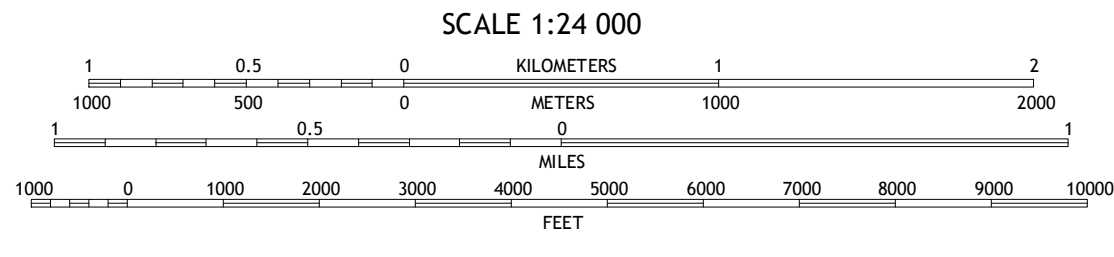 SCALE 1:24 000
1 0.5 0 KILOMETERS 1 2
1000 500 0 METERS 1000 2000
1 0.5 0 1
MILES
1000 0 1000 2000 3000 4000 5000 6000 7000 8000 9000 10000
FEET